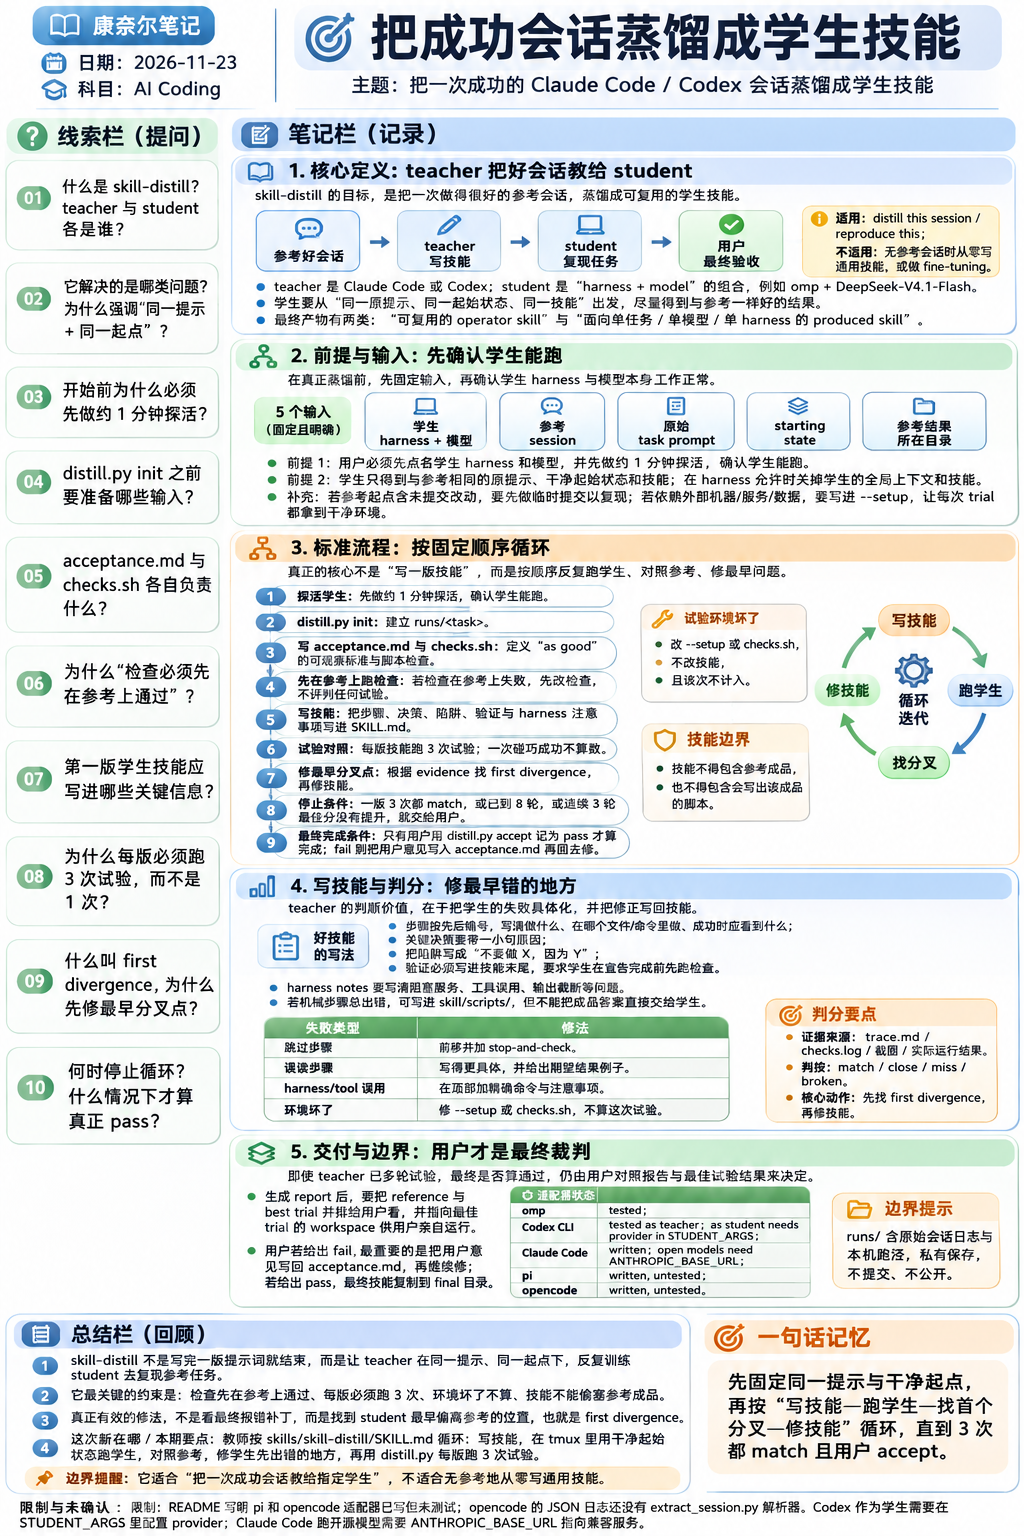 康奈尔笔记
日期：2026-11-23
科目：AI Coding
把成功会话蒸馏成学生技能
主题：把一次成功的 Claude Code / Codex 会话蒸馏成学生技能
线索栏（提问）
01
什么是 skill-distill？
teacher 与 student
各是谁？
02
它解决的是哪类问题？
为什么强调“同一提示
+ 同一起点”？
03
开始前为什么必须
先做约 1 分钟探活？
04
distill.py init 之前
要准备哪些输入？
05
acceptance.md 与
checks.sh 各自负责
什么？
06
为什么“检查必须先
在参考上通过”？
07
第一版学生技能应
写进哪些关键信息？
08
为什么每版必须跑
3 次试验，而不是
1 次？
09
什么叫 first
divergence，为什么
先修最早分叉点？
10
何时停止循环？
什么情况下才算
真正 pass？
笔记栏（记录）
1. 核心定义：teacher 把好会话教给 student
skill-distill 的目标，是把一次做得很好的参考会话，蒸馏成可复用的学生技能。
参考好会话
teacher
写技能
student
复现任务
用户
最终验收
适用：distill this session /
reproduce this；
不适用：无参考会话时从零写
通用技能，或做 fine-tuning。
teacher 是 Claude Code 或 Codex；student 是“harness + model”的组合，例如 omp + DeepSeek-V4.1-Flash。
学生要从“同一原提示、同一起始状态、同一技能”出发，尽量得到与参考一样好的结果。
最终产物有两类：“可复用的 operator skill”与“面向单任务 / 单模型 / 单 harness 的 produced skill”。
2. 前提与输入：先确认学生能跑
在真正蒸馏前，先固定输入，再确认学生 harness 与模型本身工作正常。
5 个输入
（固定且明确）
学生
harness + 模型
参考
session
原始
task prompt
starting
state
参考结果
所在目录
前提 1：用户必须先点名学生 harness 和模型，并先做约 1 分钟探活，确认学生能跑。
前提 2：学生只得到与参考相同的原提示、干净起始状态和技能；在 harness 允许时关掉学生的全局上下文和技能。
补充：若参考起点含未提交改动，要先做临时提交以复现；若依赖外部机器/服务/数据，要写进 --setup，让每次 trial
都拿到干净环境。
3. 标准流程：按固定顺序循环
真正的核心不是“写一版技能”，而是按顺序反复跑学生、对照参考、修最早问题。
1
探活学生：先做约 1 分钟探活，确认学生能跑。
2
distill.py init：建立 runs/<task>。
3
写 acceptance.md 与 checks.sh：定义“as good”
的可观察标准与脚本检查。
4
先在参考上跑检查：若检查在参考上失败，先改检查，
不评判任何试验。
5
写技能：把步骤、决策、陷阱、验证与 harness 注意
事项写进 SKILL.md。
6
试验对照：每版技能跑 3 次试验；一次碰巧成功不算数。
7
修最早分叉点：根据 evidence 找 first divergence，
再修技能。
8
停止条件：一版 3 次都 match，或已到 8 轮，或连续 3 轮
最佳分没有提升，就交给用户。
9
最终完成条件：只有用户用 distill.py accept 记为 pass 才算
完成；fail 则把用户意见写入 acceptance.md 再回去修。
试验环境坏了
改 --setup 或 checks.sh，
不改技能，
且该次不计入。
技能边界
技能不得包含参考成品，
也不得包含会写出该成品
的脚本。
写技能
跑学生
找分叉
修技能
循环
迭代
4. 写技能与判分：修最早错的地方
teacher 的判顺价值，在于把学生的失败具体化，并把修正写回技能。
好技能
的写法
步骤按先后编号，写清做什么、在哪个文件/命令里做、成功时应看到什么；
关键决策要带一小句原因；
把陷阱写成“不要做 X，因为 Y”；
验证必须写进技能末尾，要求学生在宣告完成前先跑检查。
harness notes 要写清阻塞服务、工具误用、输出截断等问题。
若机械步骤总出错，可写进 skill/scripts/，但不能把成品答案直接交给学生。
失败类型
修法
跳过步骤
前移并加 stop-and-check。
误读步骤
写得更具体，并给出期望结果例子。
harness/tool 误用
在顶部加精确命令与注意事项。
环境坏了
修 --setup 或 checks.sh，不算这次试验。
判分要点
证据来源：trace.md /
checks.log / 截图 / 实际运行结果。
判按：match / close / miss /
broken。
核心动作：先找 first divergence，
再修技能。
5. 交付与边界：用户才是最终裁判
即使 teacher 已多轮试验，最终是否算通过，仍由用户对照报告与最佳试验结果来决定。
生成 report 后，要把 reference 与
best trial 并排给用户看，并指向最佳
trial 的 workspace 供用户亲自运行。
用户若给出 fail，最重要的是把用户意
见写回 acceptance.md，再继续修；
若给出 pass，最终技能复制到 final 目录。
适配器状态
omp
tested；
Codex CLI
tested as teacher；as student needs
provider in STUDENT_ARGS；
Claude Code
written；open models need
ANTHROPIC_BASE_URL；
pi
written, untested；
opencode
written, untested。
边界提示
runs/ 含原始会话日志与
本机路径，私有保存，
不提交、不公开。
总结栏（回顾）
1
skill-distill 不是写完一版提示词就结束，而是让 teacher 在同一提示、同一起点下，反复训练
student 去复现参考任务。
2
它最关键的约束是：检查先在参考上通过、每版必须跑 3 次、环境坏了不算、技能不能偷塞参考成品。
3
真正有效的修法，不是看最终报错补丁，而是找到 student 最早偏离参考的位置，也就是 first divergence。
4
这次新在哪 / 本期要点：教师按 skills/skill-distill/SKILL.md 循环：写技能，在 tmux 里用干净起始
状态跑学生，对照参考，修学生先出错的地方，再用 distill.py 每版跑 3 次试验。
边界提醒：它适合“把一次成功会话教给指定学生”，不适合无参考地从零写通用技能。
一句话记忆
先固定同一提示与干净起点，
再按“写技能—跑学生—找首个
分叉—修技能”循环，直到 3 次
都 match 且用户 accept。
限制与未确认：限制：README 写明 pi 和 opencode 适配器已写但未测试；opencode 的 JSON 日志还没有 extract_session.py 解析器。Codex 作为学生需要在
STUDENT_ARGS 里配置 provider；Claude Code 跑开源模型需要 ANTHROPIC_BASE_URL 指向兼容服务。